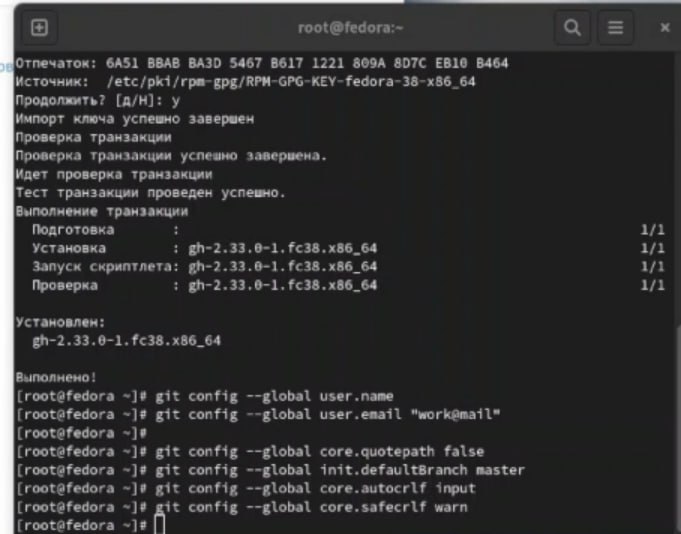 root@fedora:~
Отпечаток: 6A51 BBAB BA3D 5467 B617 1221 809A 8D7C EB10 B464
Источник: /etc/pki/rpm-gpg/RPM-GPG-KEY-fedora-38-x86_64
Продолжить? [д/Н]: y
Импорт ключа успешно завершен
Проверка транзакции
Проверка транзакции успешно завершена.
Идет проверка транзакции
Тест транзакции проведен успешно.
Выполнение транзакции
Подготовка : 1/1
Установка : gh-2.33.0-1.fc38.x86_64 1/1
Запуск скриптлета: gh-2.33.0-1.fc38.x86_64 1/1
Проверка : gh-2.33.0-1.fc38.x86_64 1/1
Установлен:
gh-2.33.0-1.fc38.x86_64
Выполнено!
[root@fedora ~]# git config --global user.name
[root@fedora ~]# git config --global user.email "work@mail"
[root@fedora ~]#
[root@fedora ~]# git config --global core.quotepath false
[root@fedora ~]# git config --global init.defaultBranch master
[root@fedora ~]# git config --global core.autocrlf input
[root@fedora ~]# git config --global core.safecrlf warn
[root@fedora ~]#